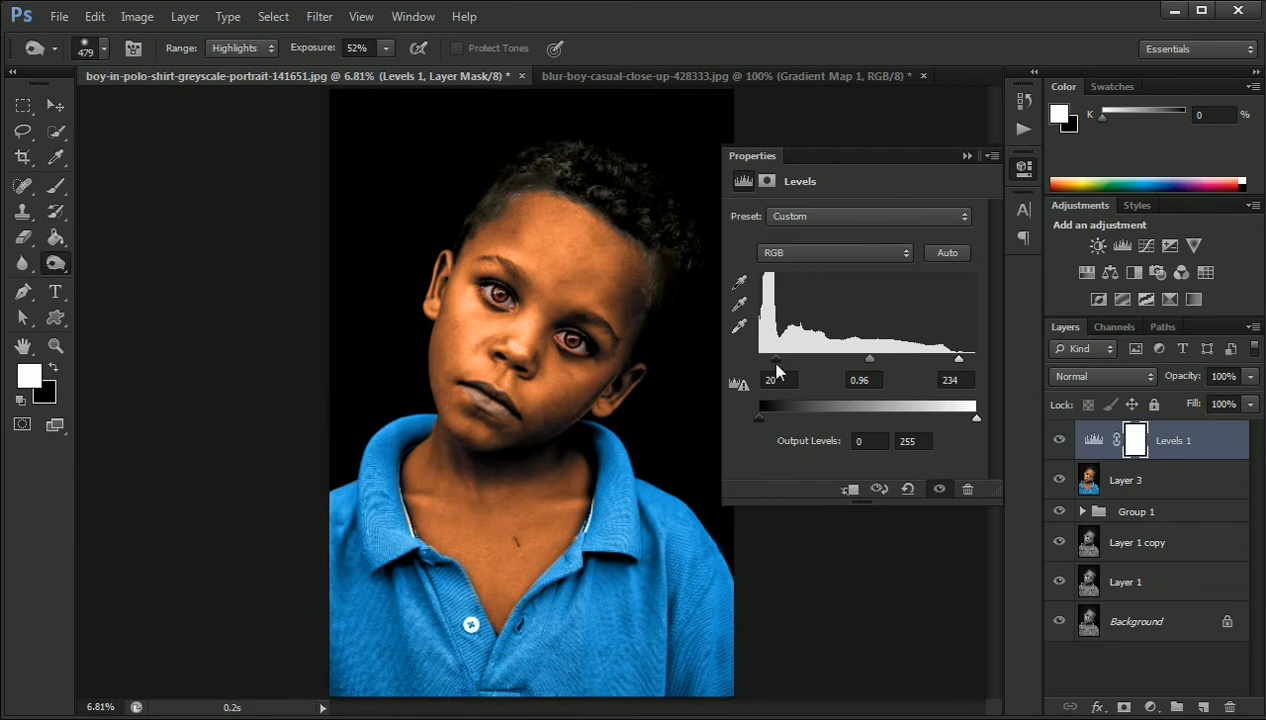 Ps File Edit Image Layer Type Select Filter View Window Help
479 Range: Highlights Exposure: 52% Protect Tones Essentials
boy-in-polo-shirt-greyscale-portrait-141651.jpg @ 6.81% (Levels 1, Layer Mask/8) * × blur-boy-casual-close-up-428333.jpg @ 100% (Gradient Map 1, RGB/8) * ×
Color Swatches
K 0 %
Properties
Levels
Preset: Custom
RGB Auto
20 0.96 234
Output Levels: 0 255
Adjustments Styles
Add an adjustment
Layers Channels Paths
Kind
Normal Opacity: 100%
Lock: Fill: 100%
Levels 1
Layer 3
Group 1
Layer 1 copy
Layer 1
Background
6.81% 0.2s